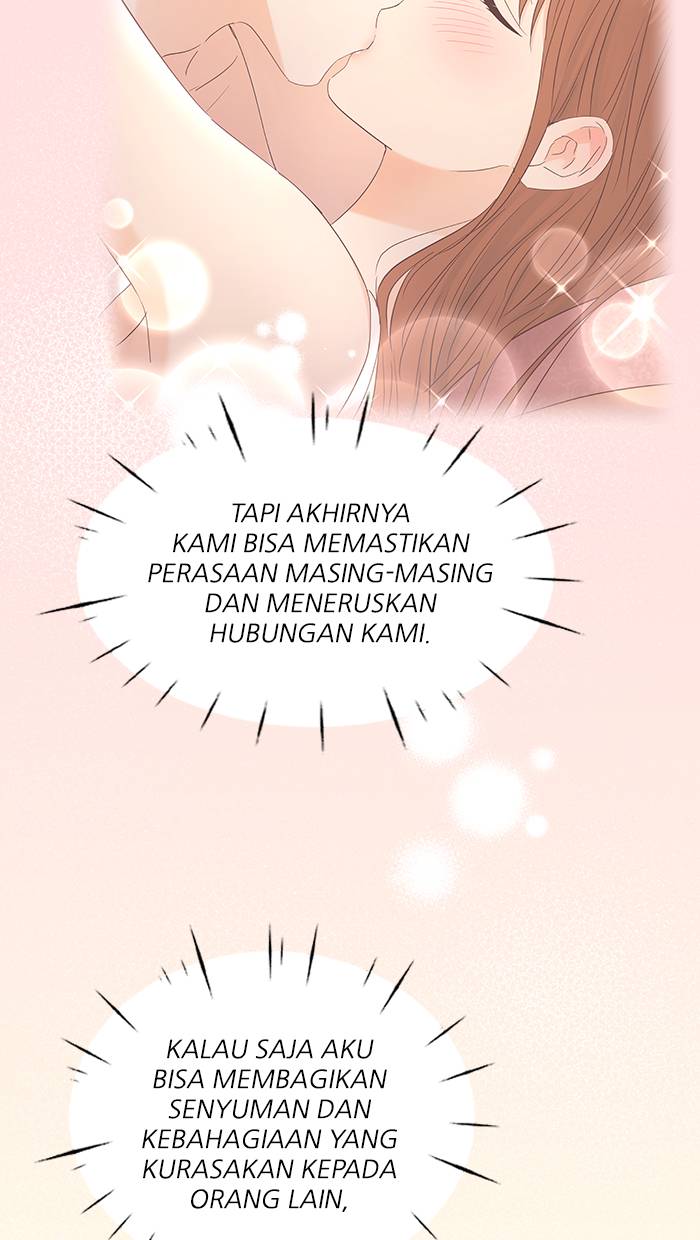 TAPI AKHIRNYA
KAMI BISA MEMASTIKAN
PERASAAN MASING-MASING
DAN MENERUSKAN
HUBUNGAN KAMI.
KALAU SAJA AKU
BISA MEMBAGIKAN
SENYUMAN DAN
KEBAHAGIAAN YANG
KURASAKAN KEPADA
ORANG LAIN,